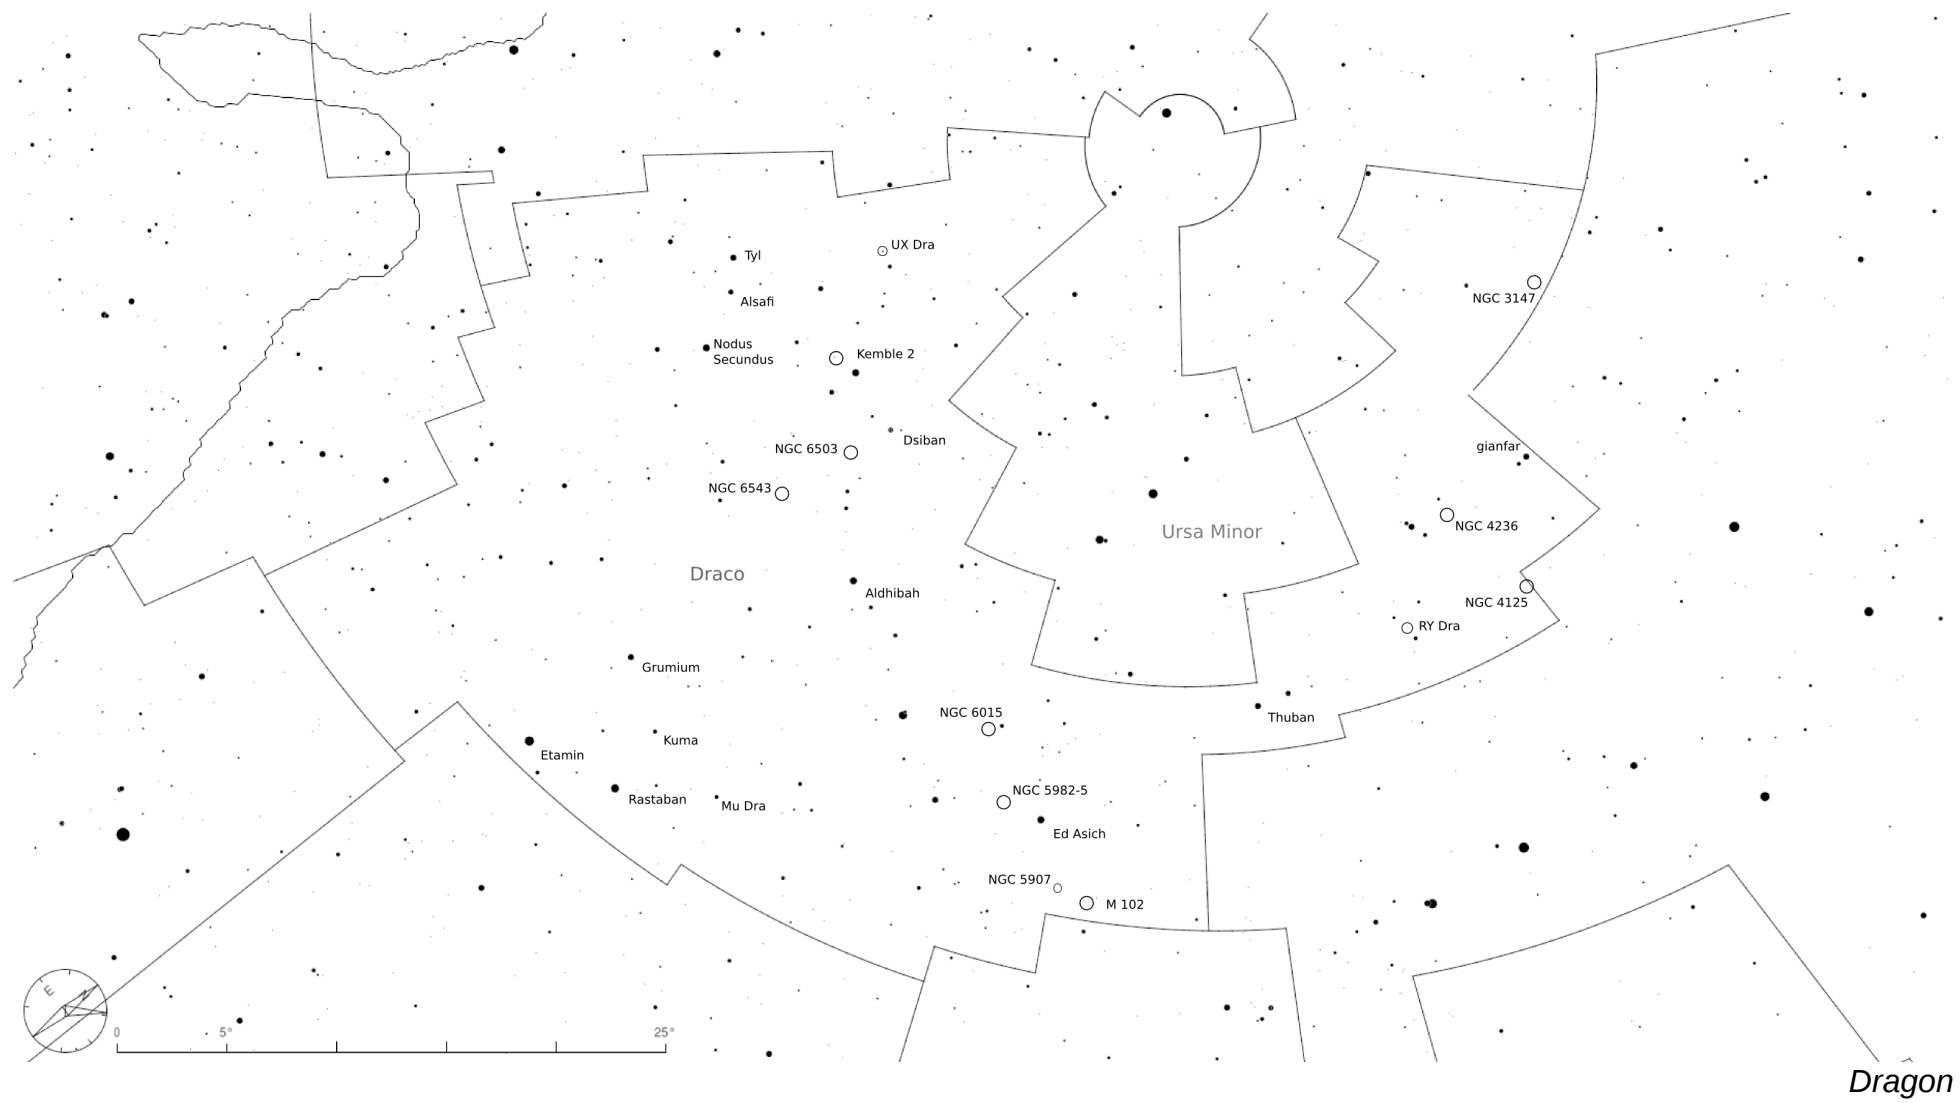 UX Dra
Tyl
NGC 3147
Alsafi
Nodus
Secundus
Kemble 2
Dsiban
gianfar
NGC 6503
NGC 6543
NGC 4236
Ursa Minor
Draco
Aldhibah
NGC 4125
RY Dra
Grumium
NGC 6015
Thuban
Kuma
Etamin
NGC 5982-5
Rastaban
Mu Dra
Ed Asich
NGC 5907
M 102
E
0 5° 25°
Dragon